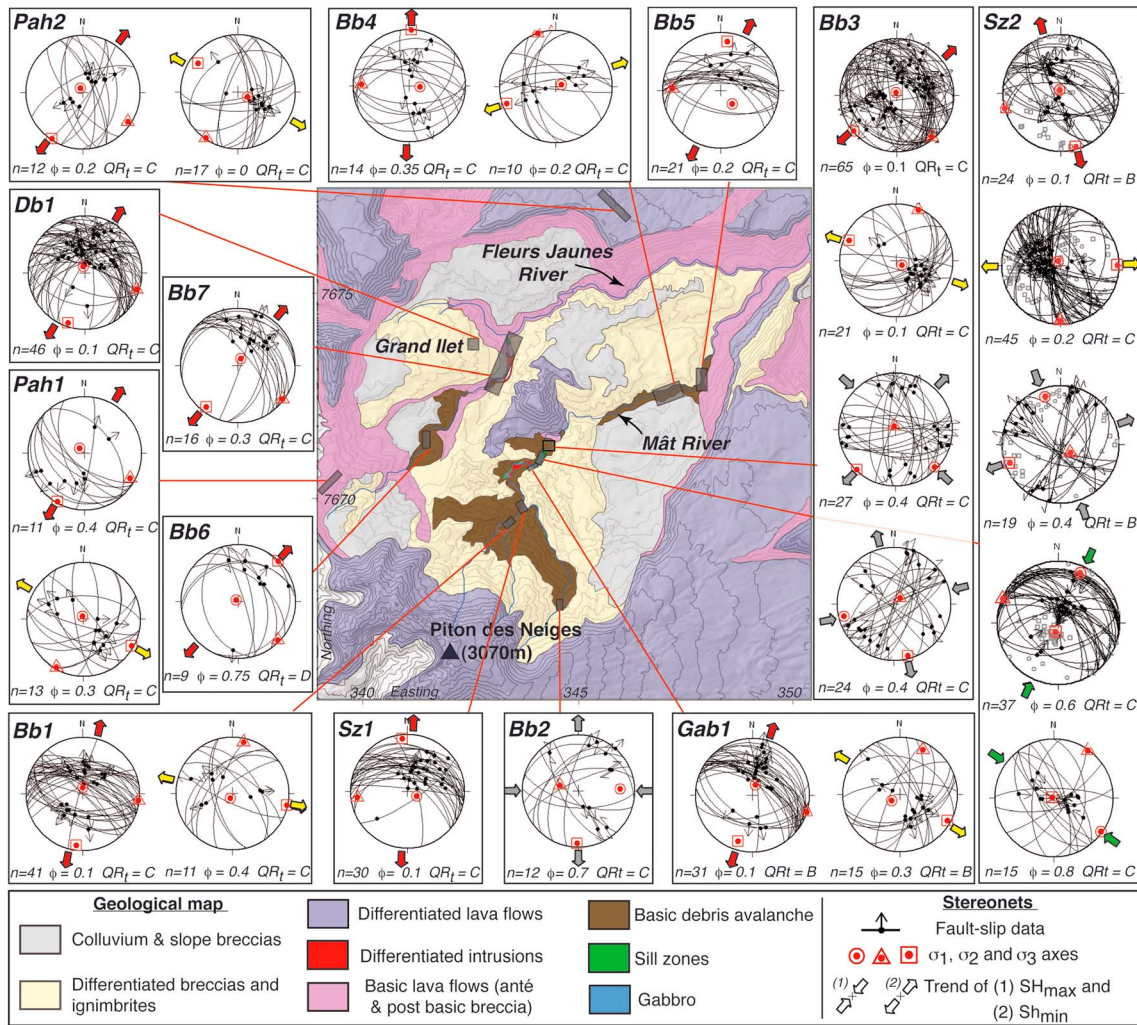 Pah2
N
n=12 ϕ = 0.2 QRt = C
n=17 ϕ = 0 QRt = C
Bb4
N
n=14 ϕ = 0.35 QRt = C
n=10 ϕ = 0.2 QRt = C
Bb5
N
n=21 ϕ = 0.2 QRt = C
Bb3
N
n=65 ϕ = 0.1 QRt = C
n=21 ϕ = 0.1 QRt = C
n=27 ϕ = 0.4 QRt = C
n=24 ϕ = 0.4 QRt = C
Sz2
N
n=24 ϕ = 0.1 QRt = B
n=45 ϕ = 0.2 QRt = C
n=19 ϕ = 0.4 QRt = B
n=37 ϕ = 0.6 QRt = C
n=15 ϕ = 0.8 QRt = C
Db1
N
n=46 ϕ = 0.1 QRt = C
Bb7
N
n=16 ϕ = 0.3 QRt = C
Pah1
N
n=11 ϕ = 0.4 QRt = C
n=13 ϕ = 0.3 QRt = C
Bb6
N
n=9 ϕ = 0.75 QRt = D
Fleurs Jaunes
River
7675
Grand Ilet
Mât River
7670
Northing
Piton des Neiges
(3070m)
340 Easting 345 350
Bb1
N
n=41 ϕ = 0.1 QRt = C
n=11 ϕ = 0.4 QRt = C
Sz1
N
n=30 ϕ = 0.1 QRt = C
Bb2
N
n=12 ϕ = 0.7 QRt = C
Gab1
N
n=31 ϕ = 0.1 QRt = B
n=15 ϕ = 0.3 QRt = B
Geological map
Colluvium & slope breccias
Differentiated breccias and
ignimbrites
Differentiated lava flows
Differentiated intrusions
Basic lava flows (anté
& post basic breccia)
Basic debris avalanche
Sill zones
Gabbro
Stereonets
Fault-slip data
σ1, σ2 and σ3 axes
(1) (2) Trend of (1) SHmax and
(2) Shmin